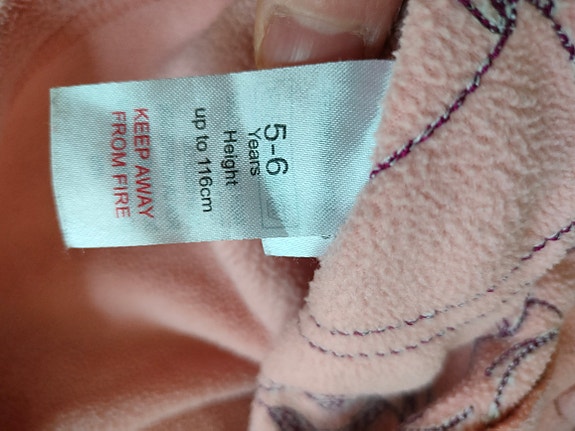 5-6
Years
Height
up to 116cm
KEEP AWAY
FROM FIRE